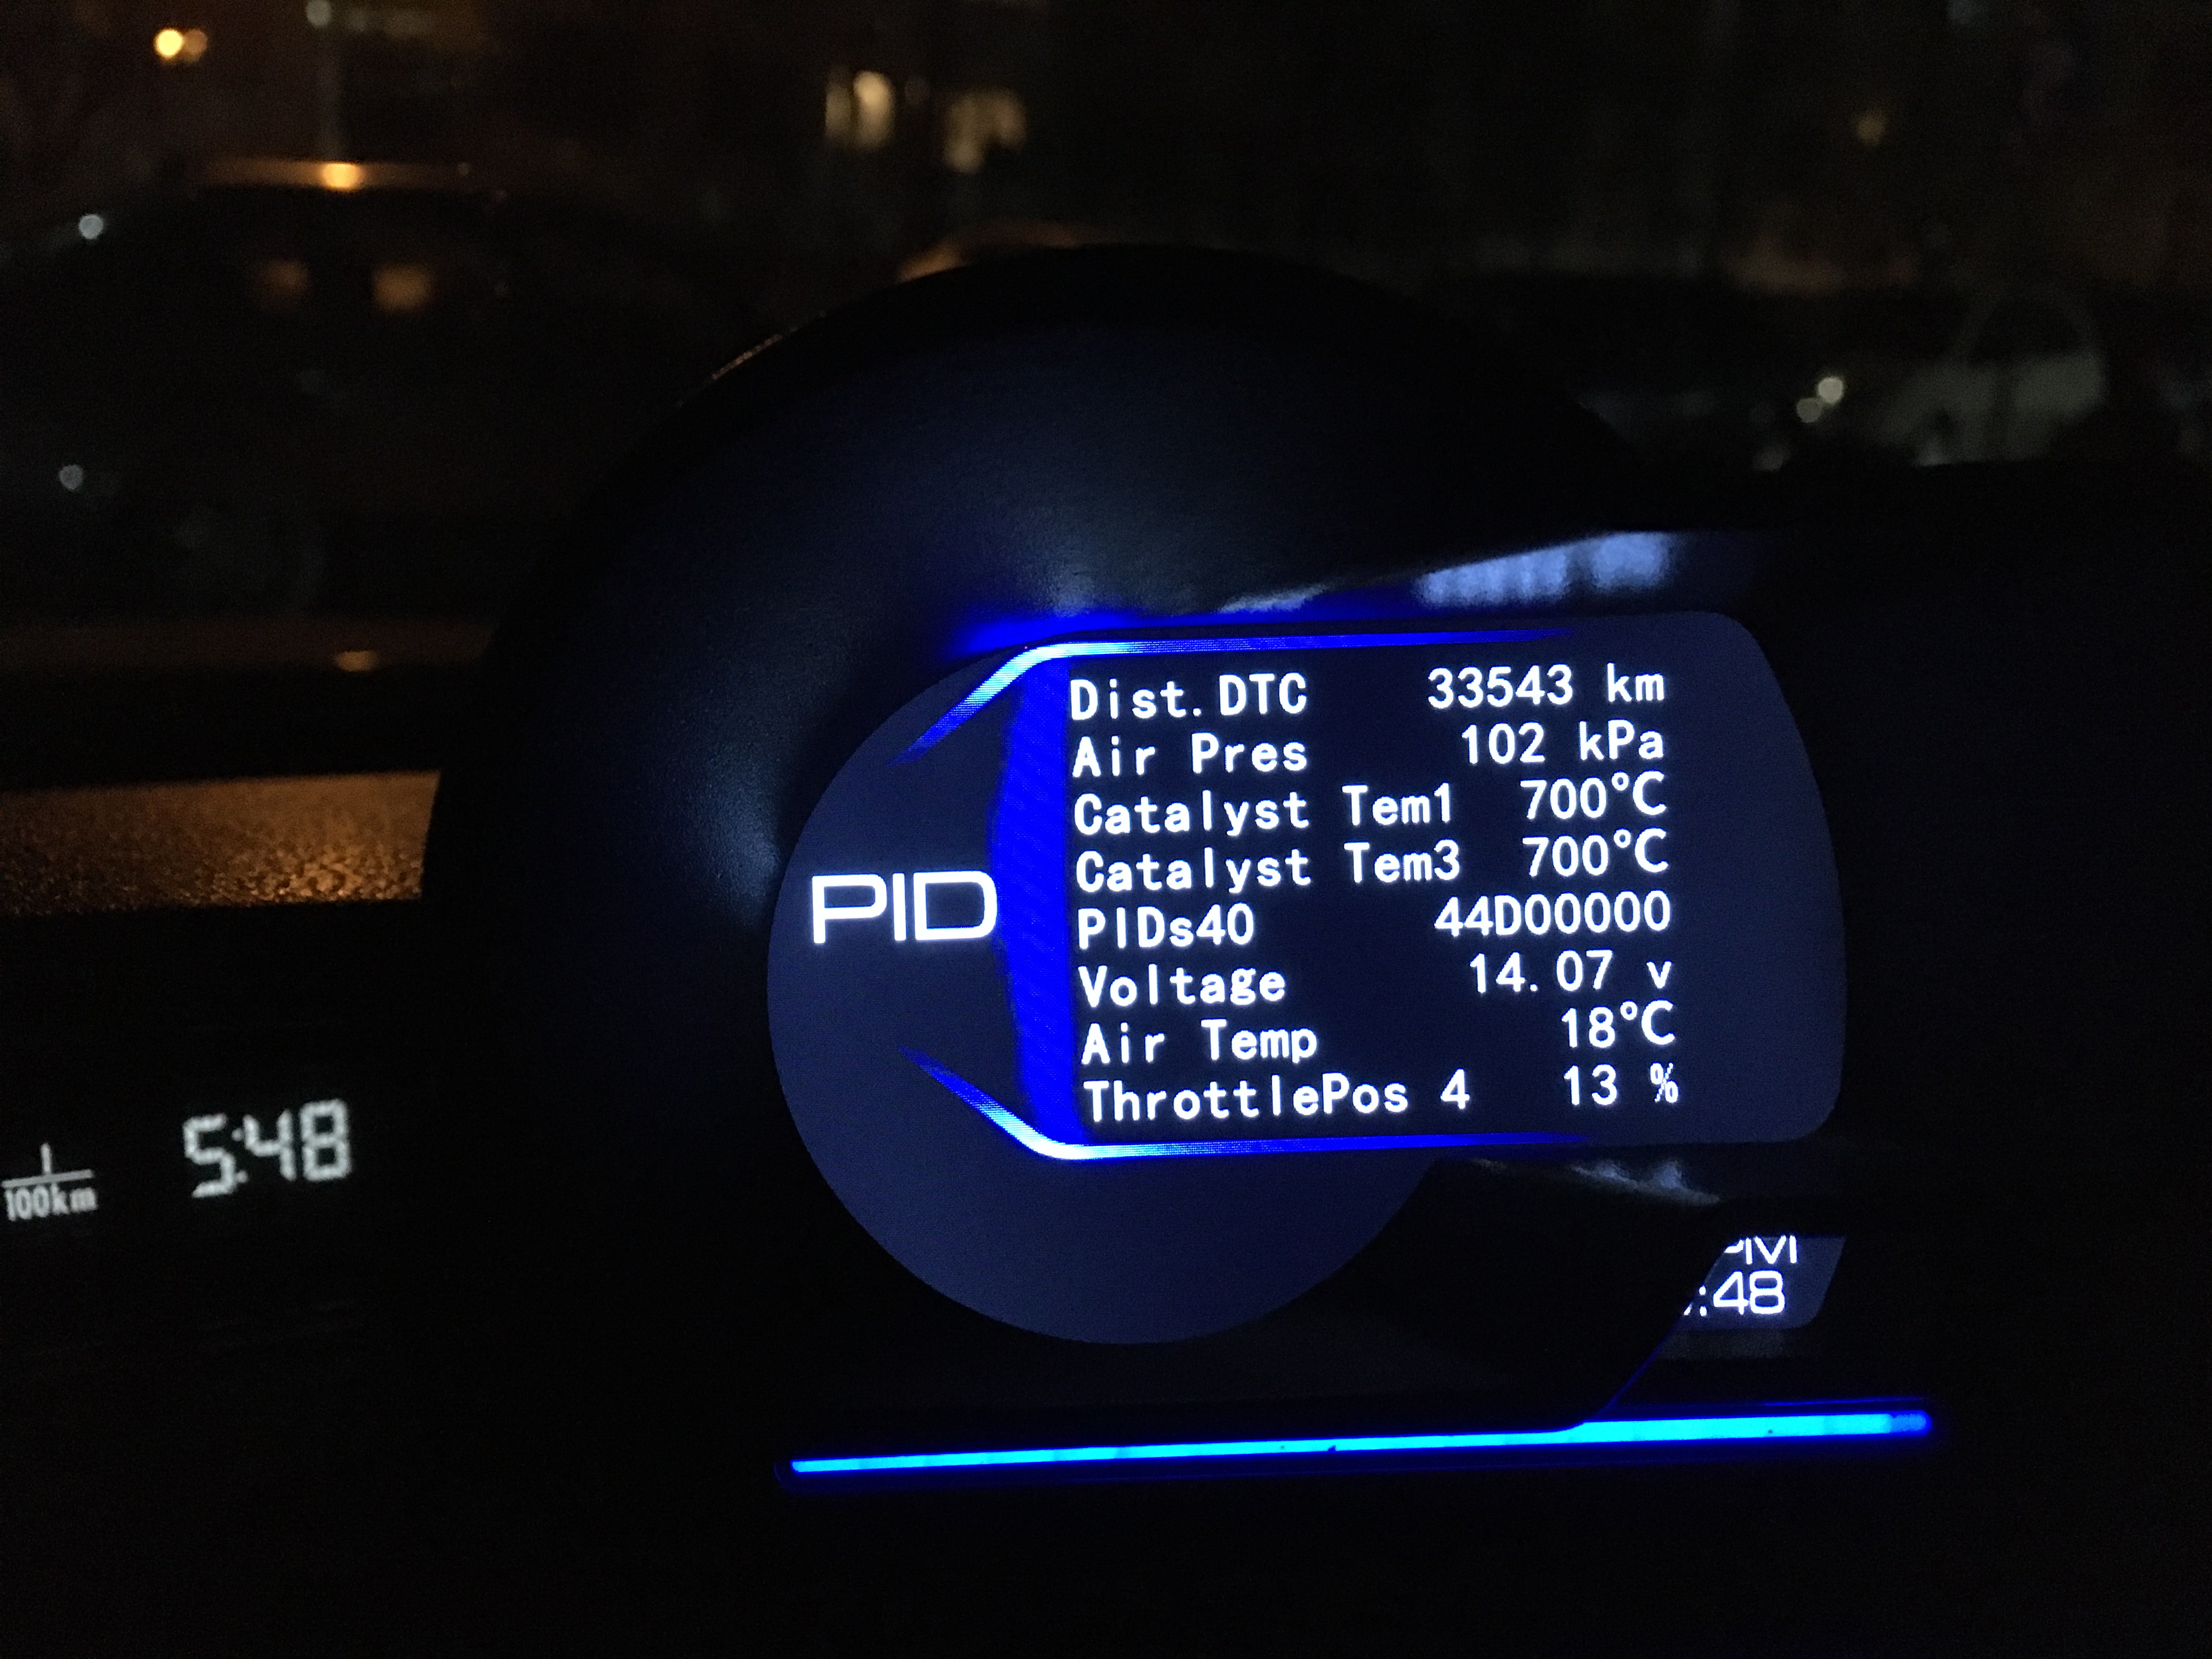 Dist.DTC 33543 km
Air Pres 102 kPa
Catalyst Tem1 700°C
Catalyst Tem3 700°C
PID
PIDs40 44D00000
Voltage 14.07 v
Air Temp 18°C
ThrottlePos 4 13 %
100km
5:48
:48